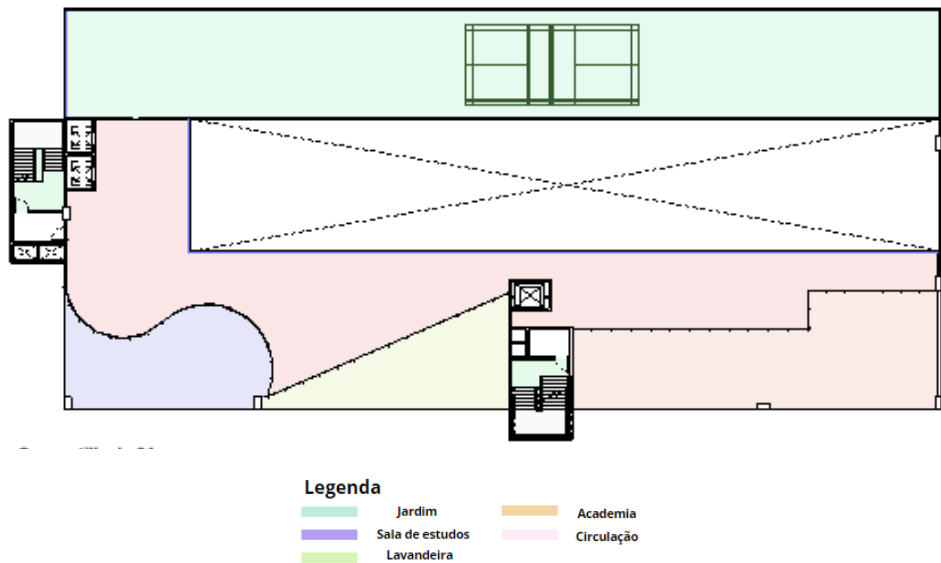 Legenda
Jardim
Academia
Sala de estudos
Circulação
Lavandeira